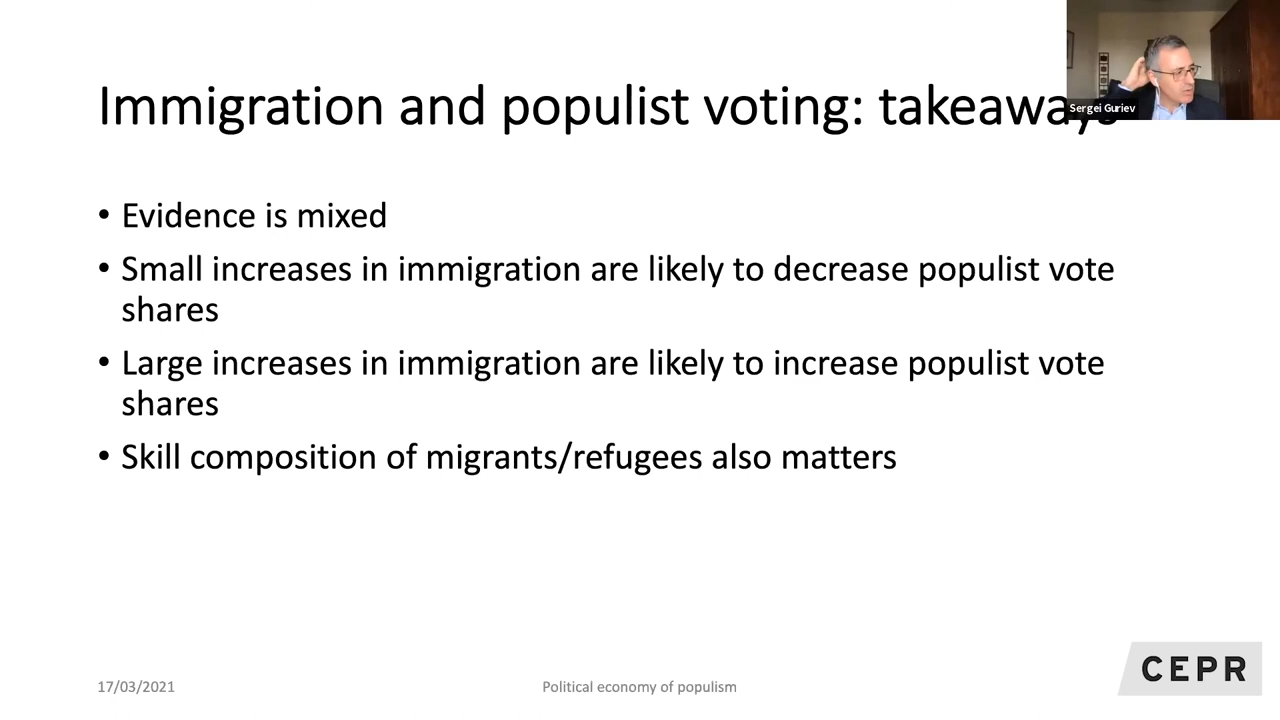 Immigration and populist voting: takeaways
Sergei Guriev
• Evidence is mixed
• Small increases in immigration are likely to decrease populist vote
shares
• Large increases in immigration are likely to increase populist vote
shares
• Skill composition of migrants/refugees also matters
17/03/2021
Political economy of populism
CEPR